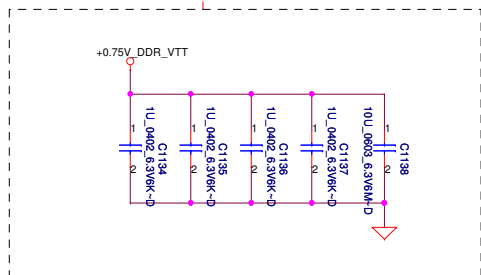 +0.75V_DDR_VTT
1
2
C1134
1U_0402_6.3V6K~D
1
2
C1135
1U_0402_6.3V6K~D
1
2
C1136
1U_0402_6.3V6K~D
1
2
C1137
1U_0402_6.3V6K~D
1
2
C1138
10U_0603_6.3V6M~D